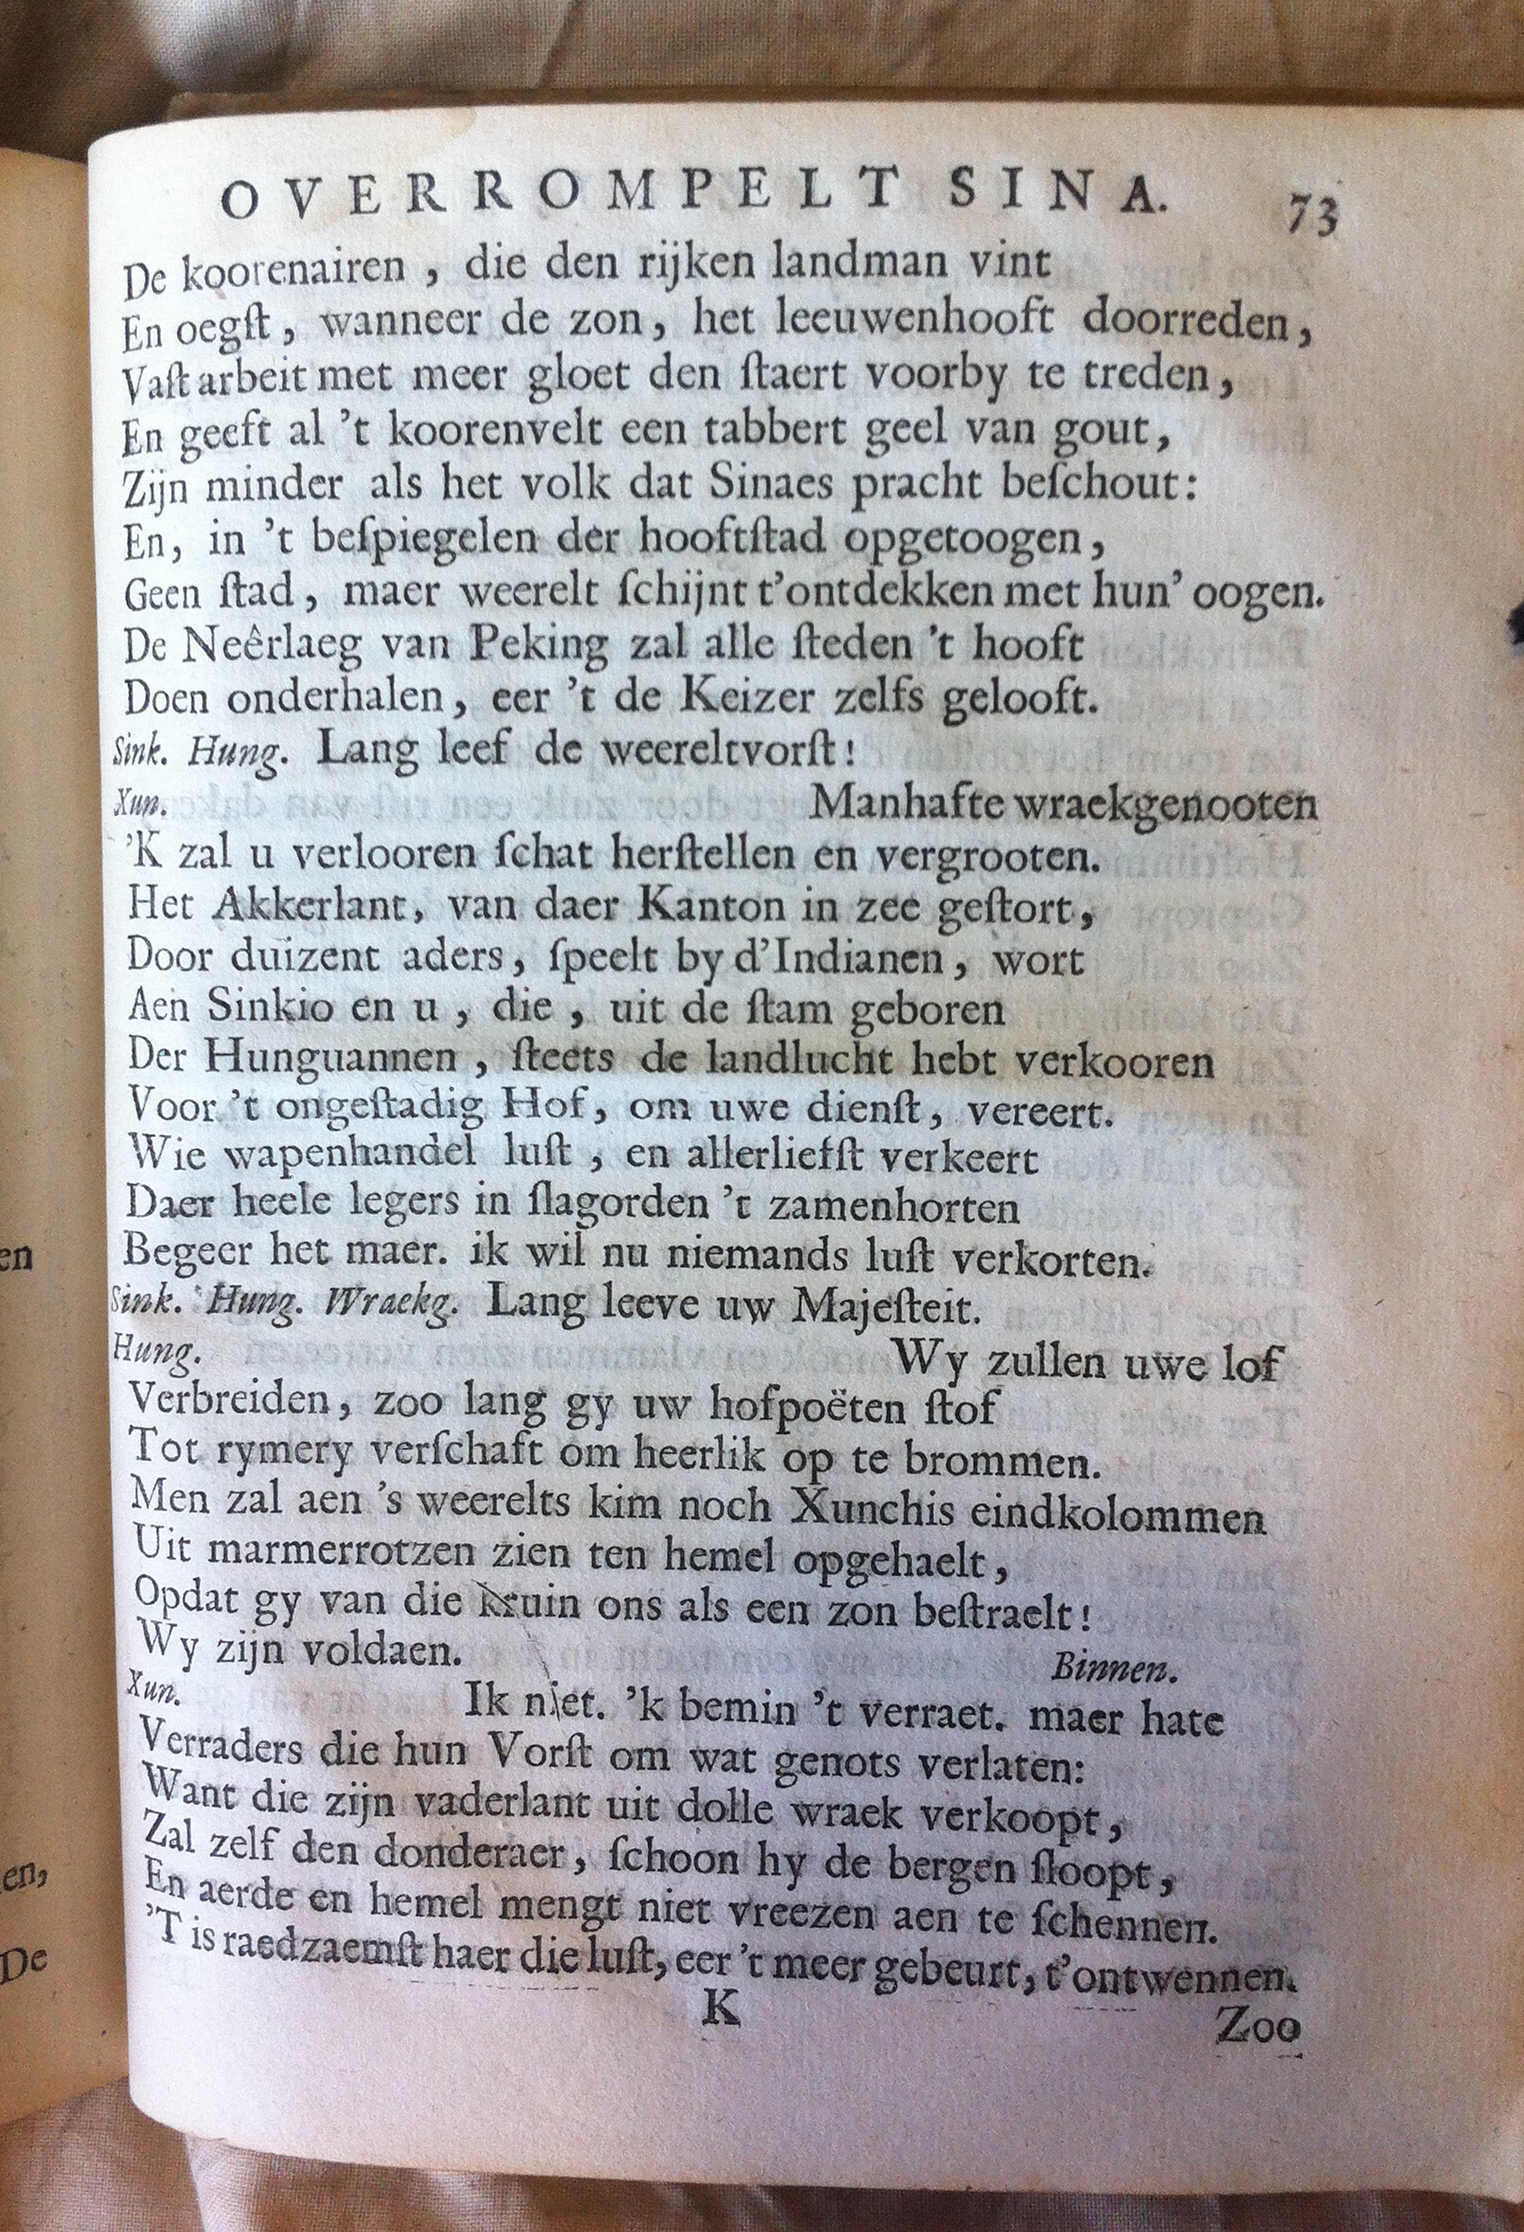 OVERROMPELT SINA. 73
De koorenairen , die den rijken landman vint
En oegſt, wanneer de zon, het leeuwenhooft doorreden,
Vaſt arbeit met meer gloet den ſtaert voorby te treden,
En geeft al 't koorenvelt een tabbert geel van gout,
Zijn minder als het volk dat Sinaes pracht beſchout:
En, in 't beſpiegelen der hooftſtad opgetoogen,
Geen ſtad, maer weerelt ſchijnt t'ontdekken met hun' oogen.
De Neêrlaeg van Peking zal alle ſteden 't hooft
Doen onderhalen, eer 't de Keizer zelfs gelooft.
Sink. Hung. Lang leef de weereltvorſt!
Xun. Manhafte wraekgenooten
'K zal u verlooren ſchat herſtellen en vergrooten.
Het Akkerlant, van daer Kanton in zee geſtort,
Door duizent aders, ſpeelt by d'Indianen, wort
Aen Sinkio en u , die , uit de ſtam geboren
Der Hunguannen , ſteets de landlucht hebt verkooren
Voor 't ongeſtadig Hof, om uwe dienſt, vereert.
Wie wapenhandel luſt , en allerliefſt verkeert
Daer heele legers in ſlagorden 't zamenhorten
Begeer het maer. ik wil nu niemands luſt verkorten.
Sink. Hung. Wraekg. Lang leeve uw Majeſteit.
Hung. Wy zullen uwe lof
Verbreiden, zoo lang gy uw hofpoëten ſtof
Tot rymery verſchaft om heerlik op te brommen.
Men zal aen 's weerelts kim noch Xunchis eindkolommen
Uit marmerrotzen zien ten hemel opgehaelt,
Opdat gy van die kruin ons als een zon beſtraelt!
Wy zijn voldaen. Binnen.
Xun. Ik niet. 'k bemin 't verraet. maer hate
Verraders die hun Vorſt om wat genots verlaten:
Want die zijn vaderlant uit dolle wraek verkoopt,
Zal zelf den donderaer, ſchoon hy de bergen ſloopt,
En aerde en hemel mengt niet vreezen aen te ſchennen.
'T is raedzaemſt haer die luſt, eer 't meer gebeurt, t'ontwennen.
K
Zoo
en
en,
De